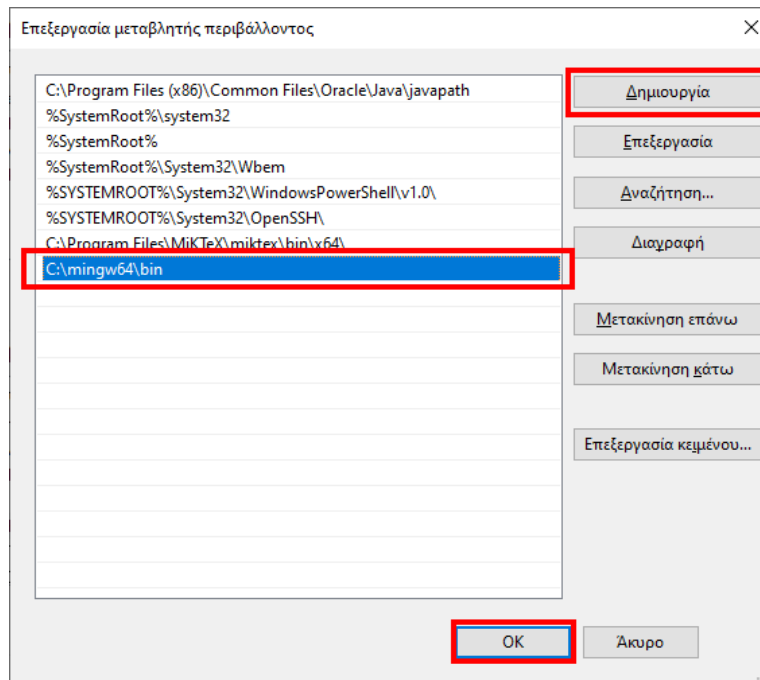 Επεξεργασία μεταβλητής περιβάλλοντος
C:\Program Files (x86)\Common Files\Oracle\Java\javapath
%SystemRoot%\system32
%SystemRoot%
%SystemRoot%\System32\Wbem
%SYSTEMROOT%\System32\WindowsPowerShell\v1.0\
%SYSTEMROOT%\System32\OpenSSH\
C:\Program Files\MiKTeX\miktex\bin\x64\
C:\mingw64\bin
Δημιουργία
Επεξεργασία
Αναζήτηση...
Διαγραφή
Μετακίνηση επάνω
Μετακίνηση κάτω
Επεξεργασία κειμένου...
OK
Άκυρο